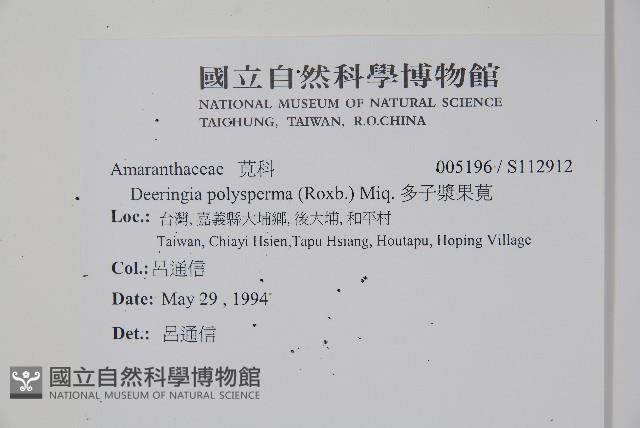 國立自然科學博物館
NATIONAL MUSEUM OF NATURAL SCIENCE
TAICHUNG, TAIWAN, R.O.CHINA
Amaranthaceae 莧科 005196 / S112912
Deeringia polysperma (Roxb.) Miq. 多子漿果莧
Loc.: 台灣, 嘉義縣大埔鄉, 後大埔, 和平村
Taiwan, Chiayi Hsien,Tapu Hsiang, Houtapu, Hoping Village
Col.: 呂通信
Date: May 29 , 1994
Det.: 呂通信
國立自然科學博物館
NATIONAL MUSEUM OF NATURAL SCIENCE